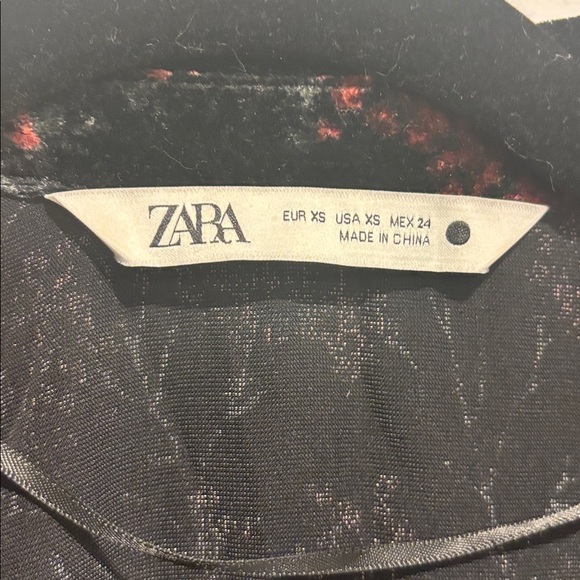 ZARA
EUR XS USA XS MEX 24
MADE IN CHINA